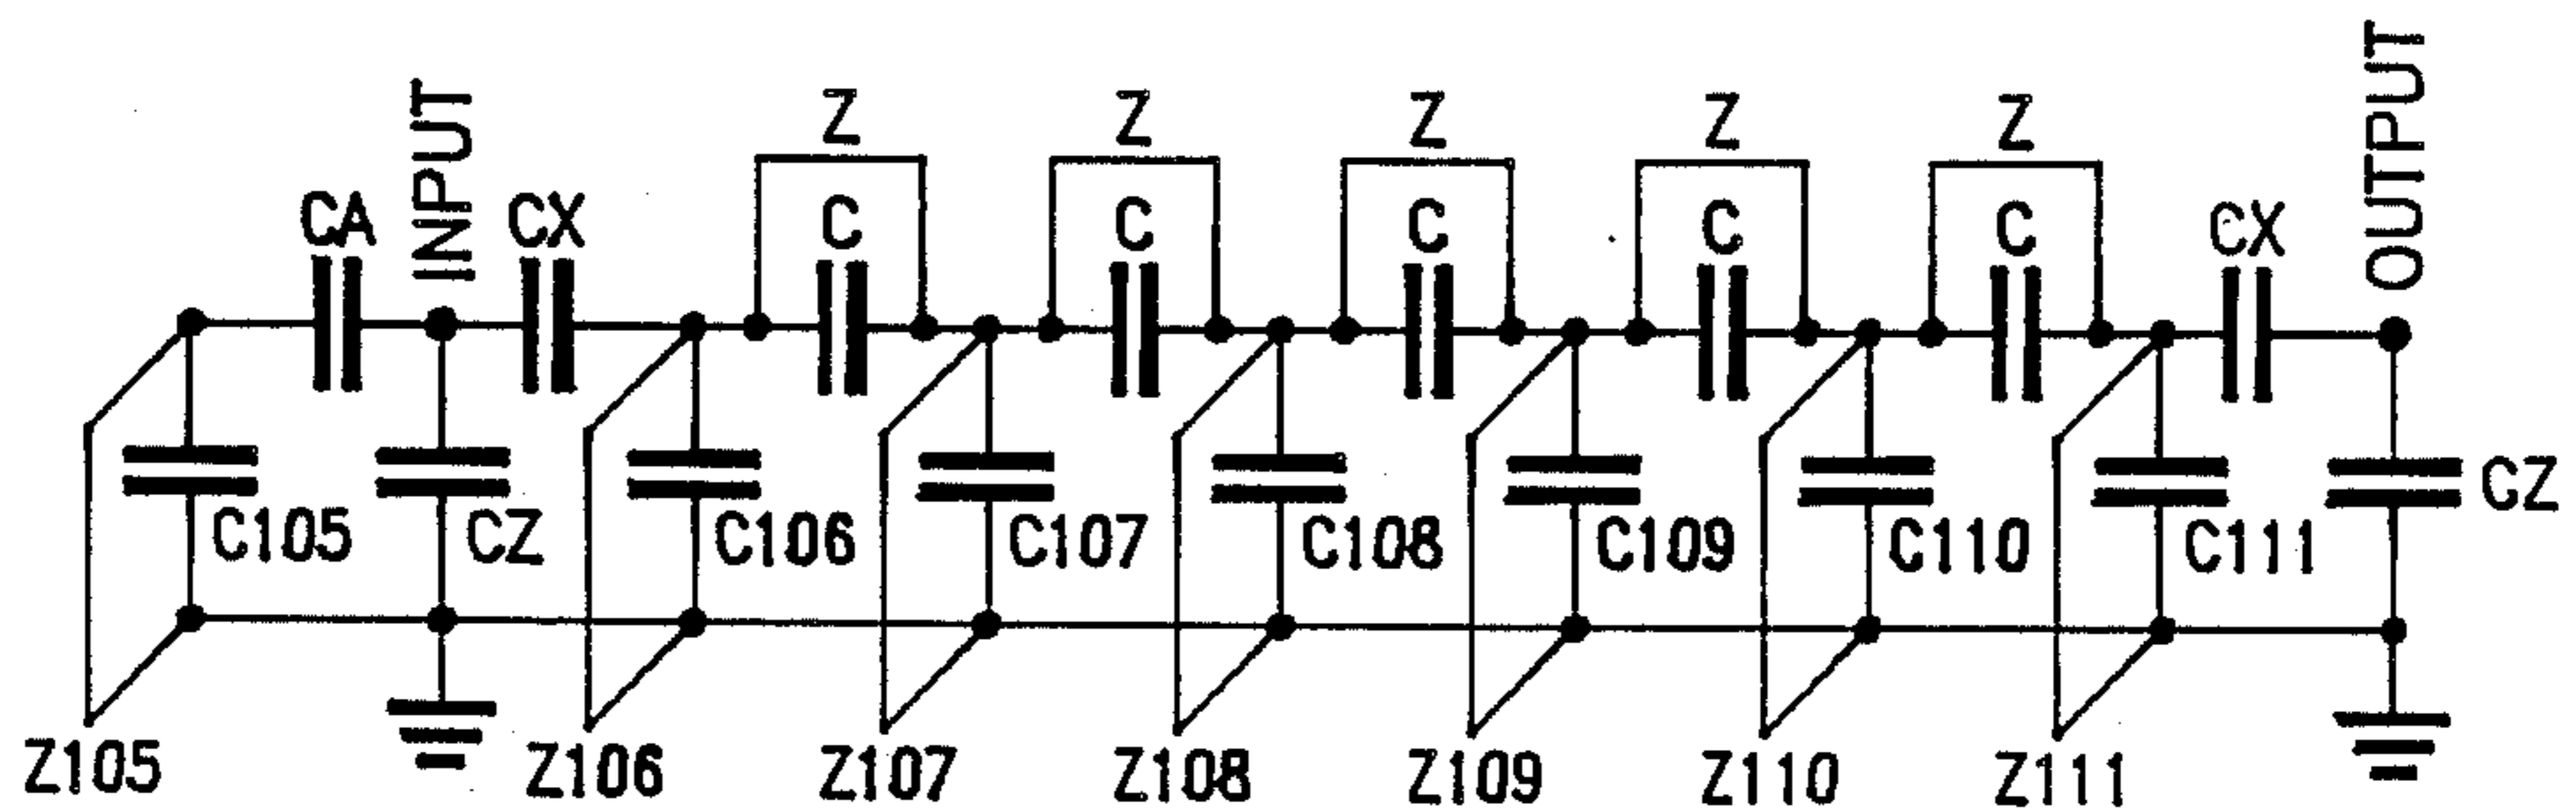 Z Z Z Z Z
CA INPUT CX C C C C C CX OUTPUT
C105 CZ C106 C107 C108 C109 C110 C111 CZ
Z105 Z106 Z107 Z108 Z109 Z110 Z111